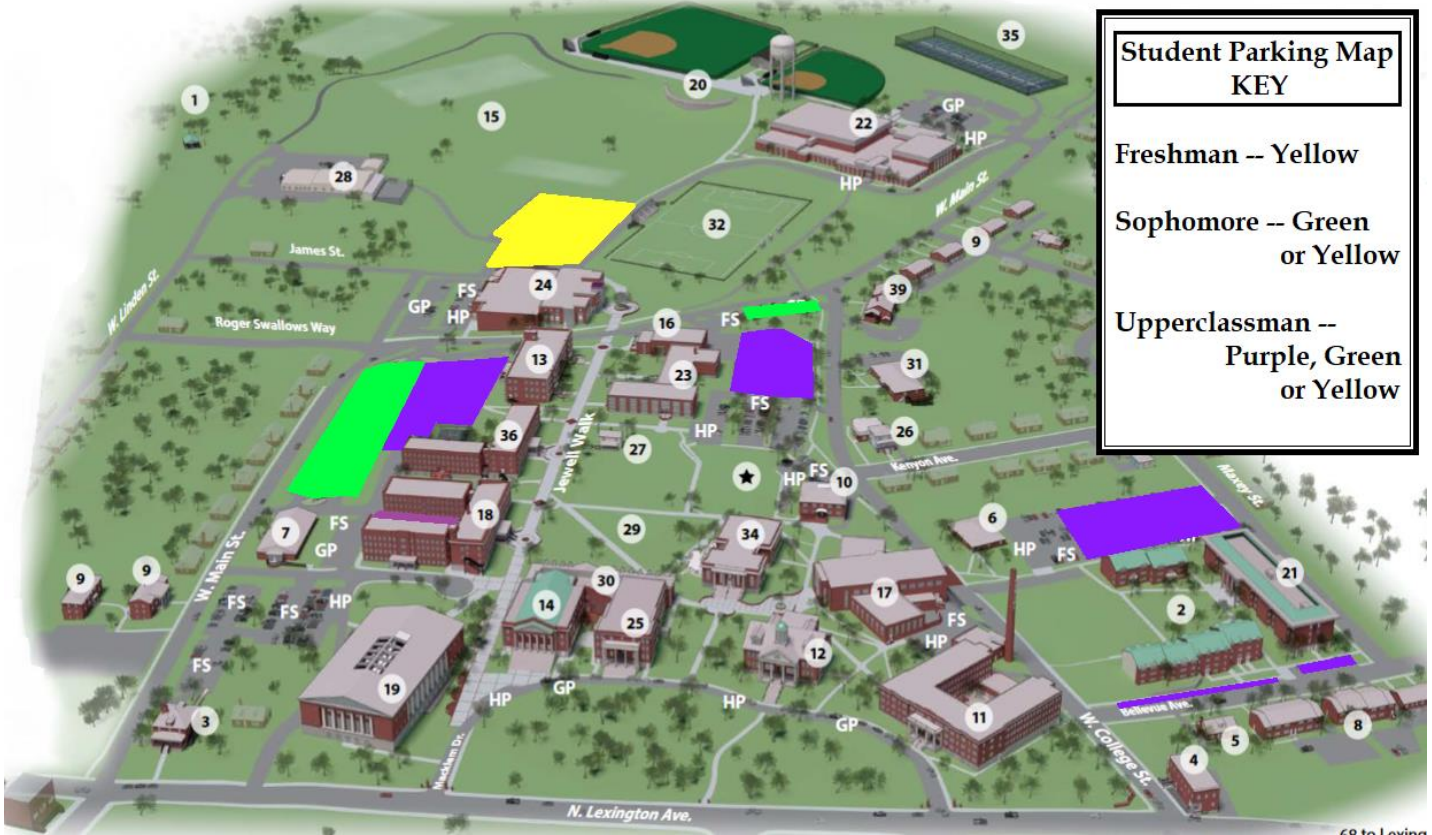 Student Parking Map
KEY
Freshman -- Yellow
Sophomore -- Green
or Yellow
Upperclassman --
Purple, Green
or Yellow
1
35
20
GP
15
22
HP
28
HP
W. Main St.
32
9
James St.
W. Linden St.
24
FS
GP
HP
39
Roger Swallows Way
16
FS
13
23
31
FS
36
Jewell Walk
27
HP
26
Kenyon Ave.
Maxey St.
HP
FS
10
18
29
34
6
HP
FS
7
FS
GP
W. Main St.
9
9
FS
FS
HP
30
14
25
17
FS
HP
21
2
12
FS
19
HP
GP
HP
GP
11
Bellevue Ave.
3
W. College St.
5
8
4
Macklam Dr.
N. Lexington Ave.